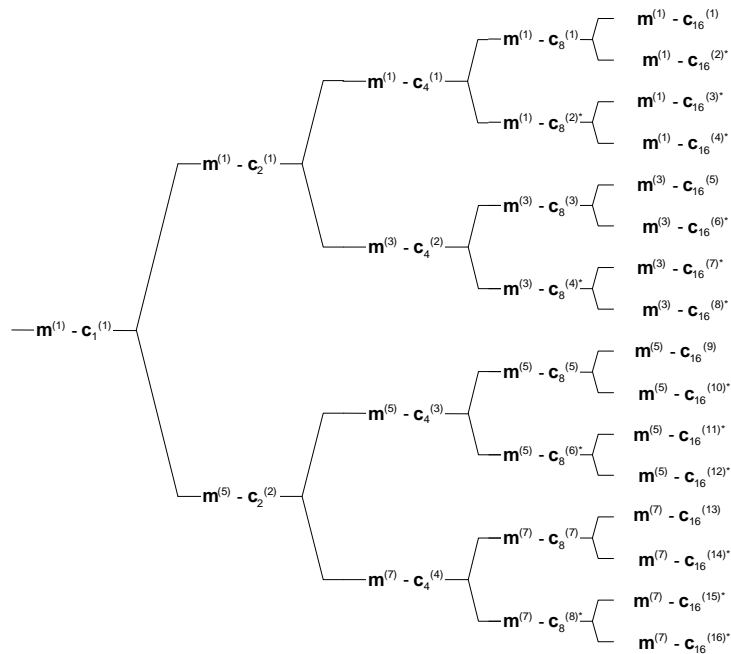 m(1) - c16(1)
m(1) - c8(1)
m(1) - c16(2)*
m(1) - c4(1)
m(1) - c16(3)*
m(1) - c8(2)*
m(1) - c16(4)*
m(1) - c2(1)
m(3) - c16(5)
m(3) - c8(3)
m(3) - c16(6)*
m(3) - c4(2)
m(3) - c16(7)*
m(3) - c8(4)*
m(3) - c16(8)*
m(1) - c1(1)
m(5) - c16(9)
m(5) - c8(5)
m(5) - c16(10)*
m(5) - c4(3)
m(5) - c16(11)*
m(5) - c8(6)*
m(5) - c16(12)*
m(5) - c2(2)
m(7) - c16(13)
m(7) - c8(7)
m(7) - c16(14)*
m(7) - c4(4)
m(7) - c16(15)*
m(7) - c8(8)*
m(7) - c16(16)*